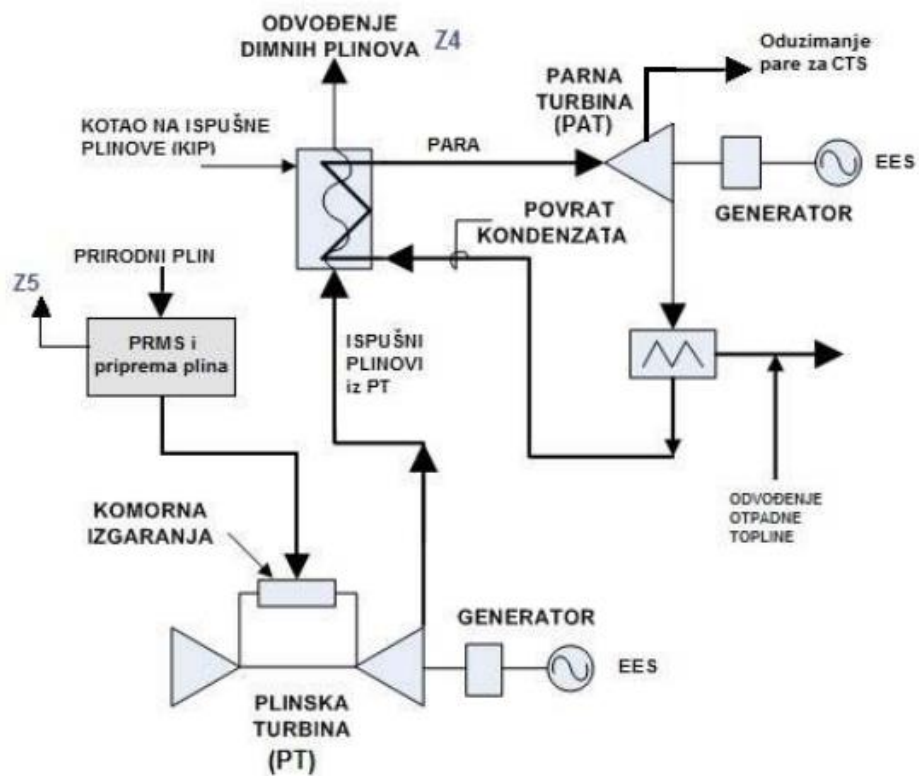 ODVOĐENJE
DIMNIH PLINOVA
Z4
Oduzimanje
pare za CTS
PARNA
TURBINA
(PAT)
KOTAO NA ISPUŠNE
PLINOVE (KIP)
PARA
EES
GENERATOR
POVRAT
KONDENZATA
PRIRODNI PLIN
Z5
PRMS i
priprema plina
ISPUŠNI
PLINOVI
iz PT
ODVOĐENJE
OTPADNE
TOPLINE
KOMORNA
IZGARANJA
GENERATOR
EES
PLINSKA
TURBINA
(PT)